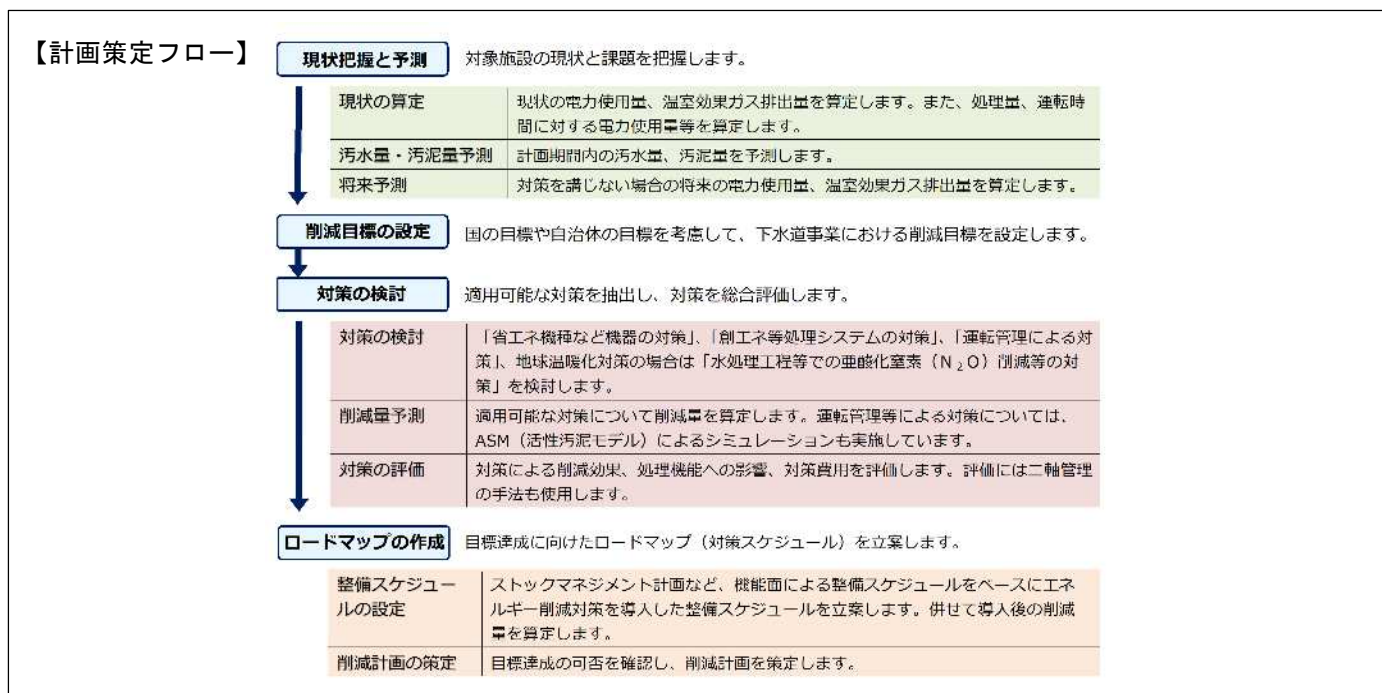 【計画策定フロー】
現状把握と予測
対象施設の現状と課題を把握します。
現状の算定
現状の電力使用量、温室効果ガス排出量を算定します。また、処理量、運転時
間に対する電力使用量等を算定します。
汚水量・汚泥量予測
計画期間内の汚水量、汚泥量を予測します。
将来予測
対策を講じない場合の将来の電力使用量、温室効果ガス排出量を算定します。
削減目標の設定
国の目標や自治体の目標を考慮して、下水道事業における削減目標を設定します。
対策の検討
適用可能な対策を抽出し、対策を総合評価します。
対策の検討
「省エネ機種など機器の対策」、「創エネ等処理システムの対策」、「運転管理による対
策」、地球温暖化対策の場合は「水処理工程等での亜酸化窒素（N₂O）削減等の対
策」を検討します。
削減量予測
適用可能な対策について削減量を算定します。運転管理等による対策については、
ASM（活性汚泥モデル）によるシミュレーションも実施しています。
対策の評価
対策による削減効果、処理機能への影響、対策費用を評価します。評価には二軸管理
の手法も使用します。
ロードマップの作成
目標達成に向けたロードマップ（対策スケジュール）を立案します。
整備スケジュー
ルの設定
ストックマネジメント計画など、機能面による整備スケジュールをベースにエネ
ルギー削減対策を導入した整備スケジュールを立案します。併せて導入後の削減
量を算定します。
削減計画の策定
目標達成の可否を確認し、削減計画を策定します。